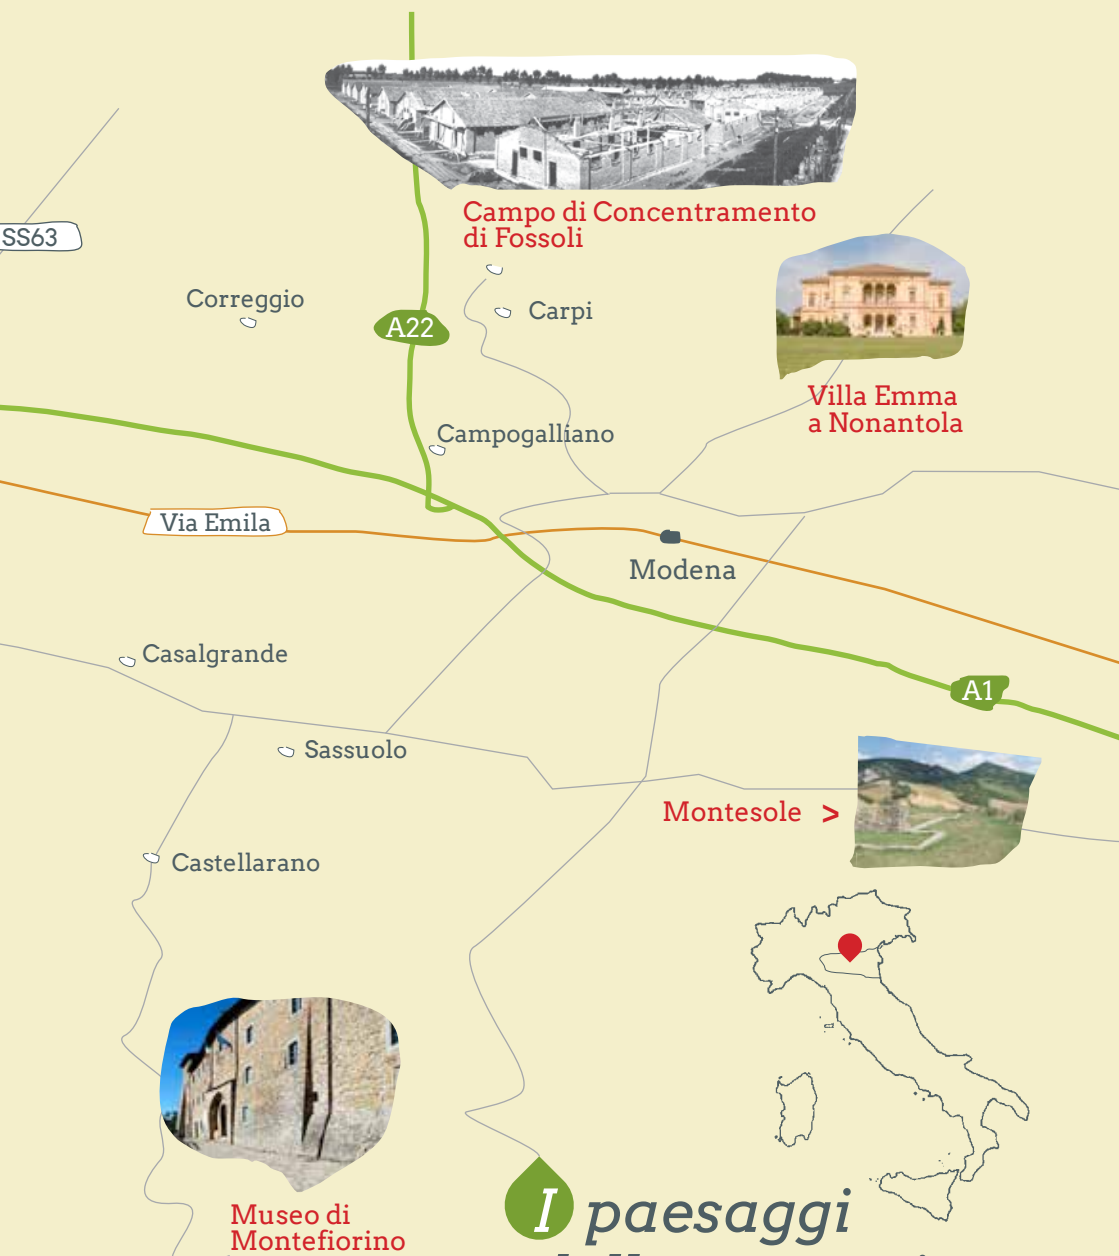 Campo di Concentramento
di Fossoli
SS63
Correggio
Carpi
A22
Villa Emma
a Nonantola
Campogalliano
Via Emila
Modena
Casalgrande
A1
Sassuolo
Montesole >
Castellarano
I paesaggi
Museo di
Montefiorino